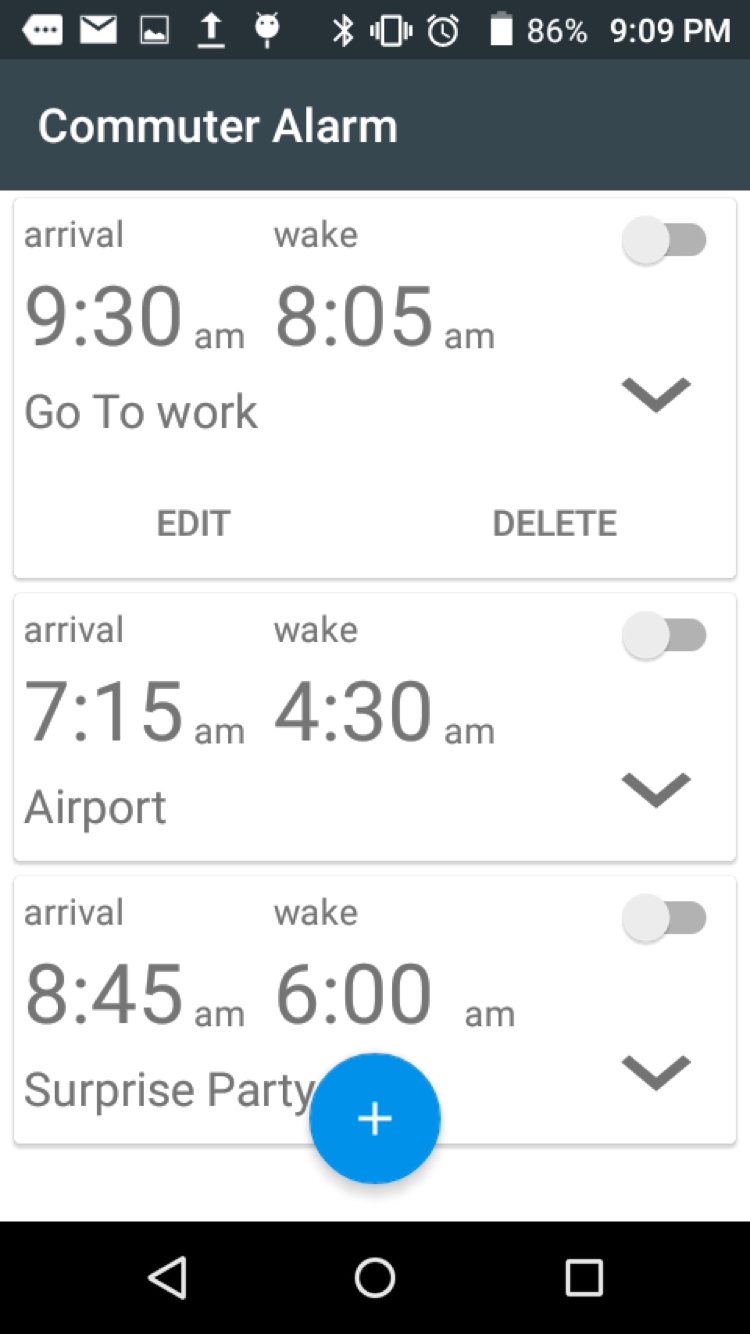 86% 9:09 PM
Commuter Alarm
arrival wake
9:30 am 8:05 am
Go To work
EDIT DELETE
arrival wake
7:15 am 4:30 am
Airport
arrival wake
8:45 am 6:00 am
Surprise Party
+